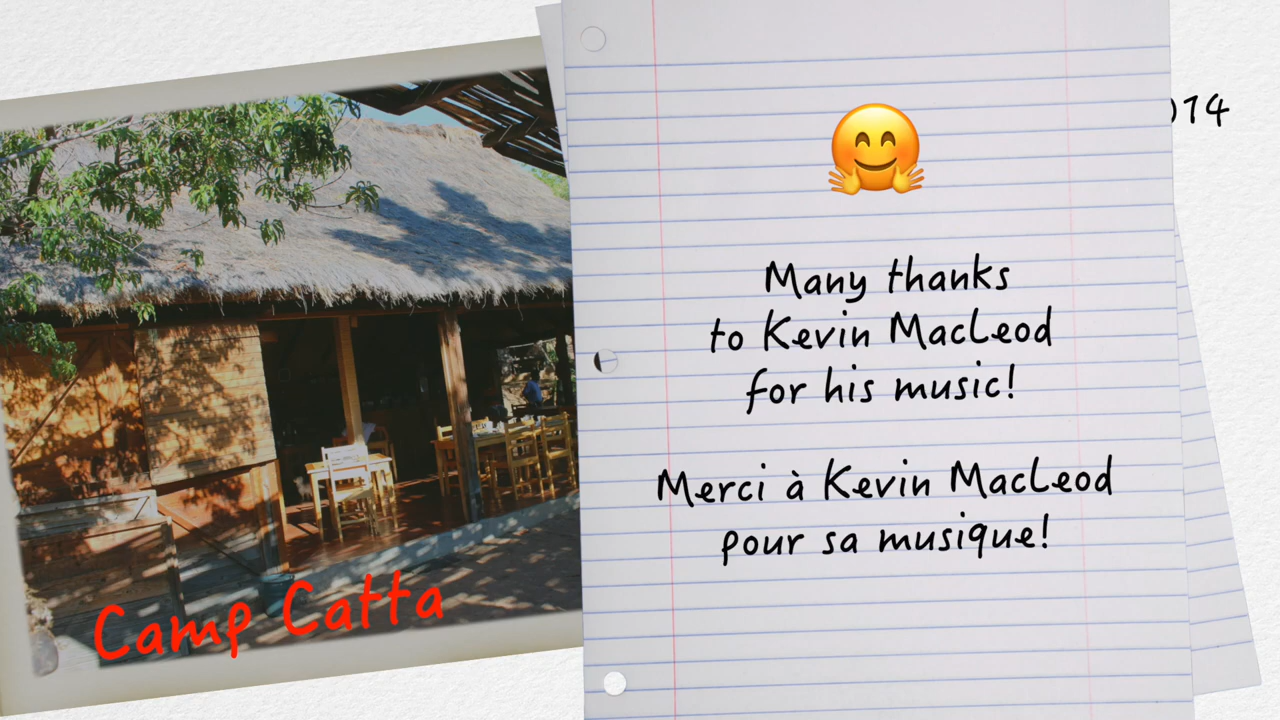 Camp Catta
Many thanks
to Kevin MacLeod
for his music!
Merci à Kevin MacLeod
pour sa musique!